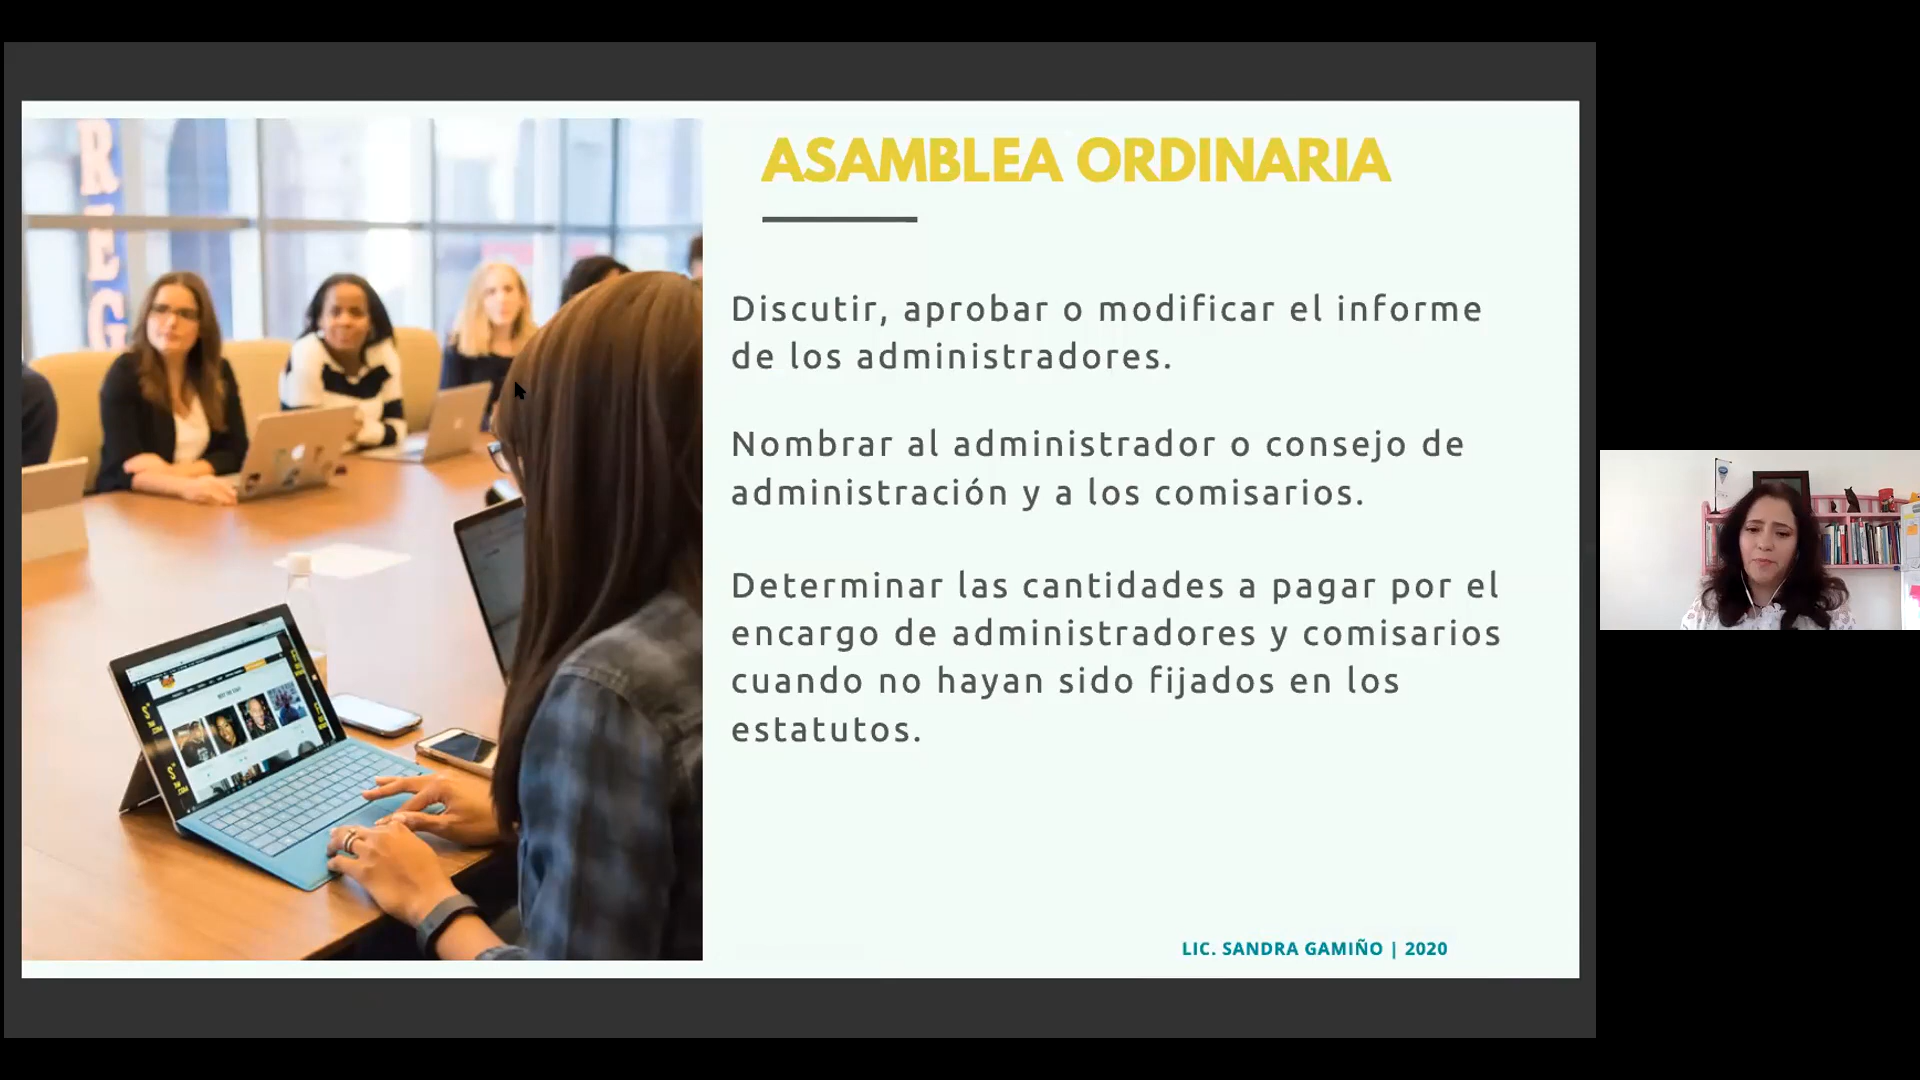 ASAMBLEA ORDINARIA
Discutir, aprobar o modificar el informe
de los administradores.
Nombrar al administrador o consejo de
administración y a los comisarios.
Determinar las cantidades a pagar por el
encargo de administradores y comisarios
cuando no hayan sido fijados en los
estatutos.
LIC. SANDRA GAMIÑO | 2020
REG